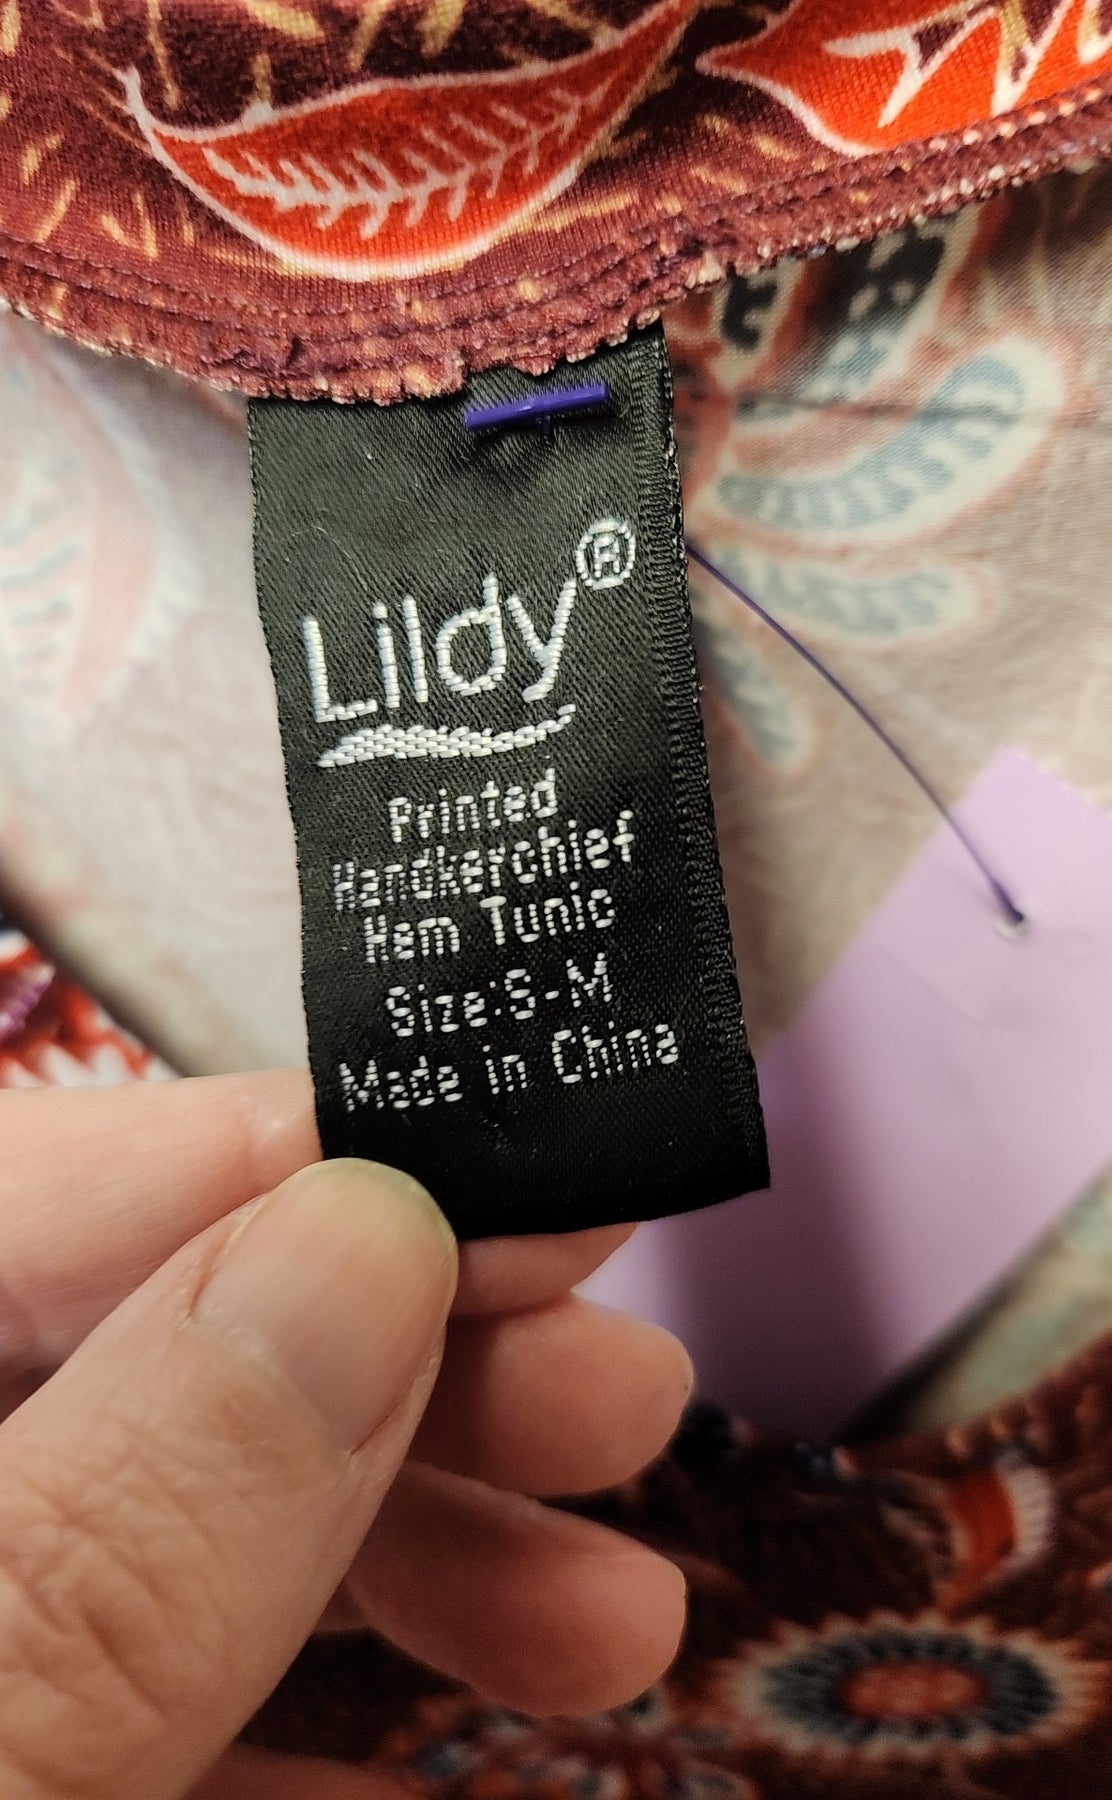 Lildy®
Printed
Handkerchief
Hem Tunic
Size:S-M
Made in China